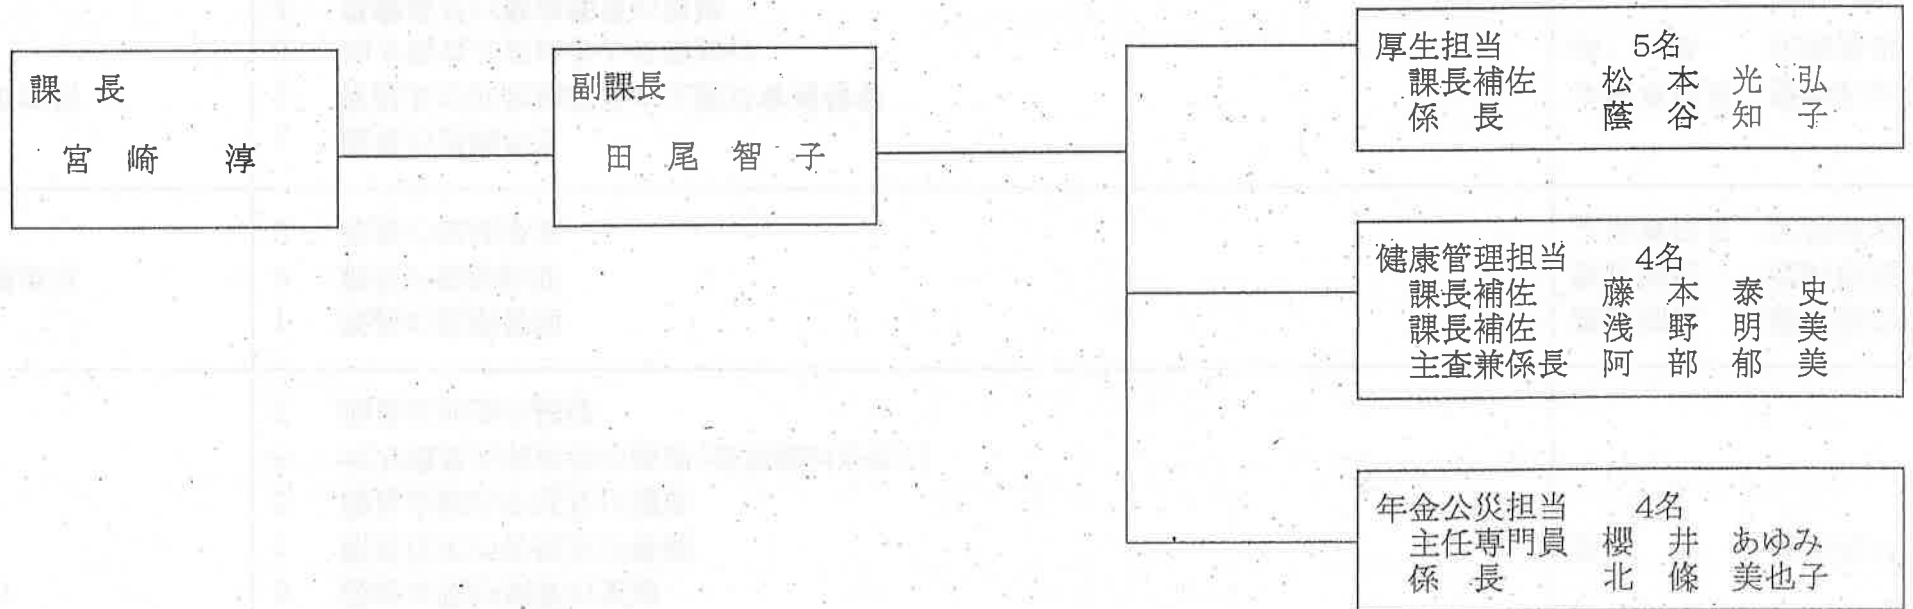 課 長
宮 崎 淳
副課長
田 尾 智 子
厚生担当 5名
課長補佐 松 本 光 弘
係 長 蔭 谷 知 子
健康管理担当 4名
課長補佐 藤 本 泰 史
課長補佐 浅 野 明 美
主査兼係長 阿 部 郁 美
年金公災担当 4名
主任専門員 櫻 井 あゆみ
係 長 北 條 美也子